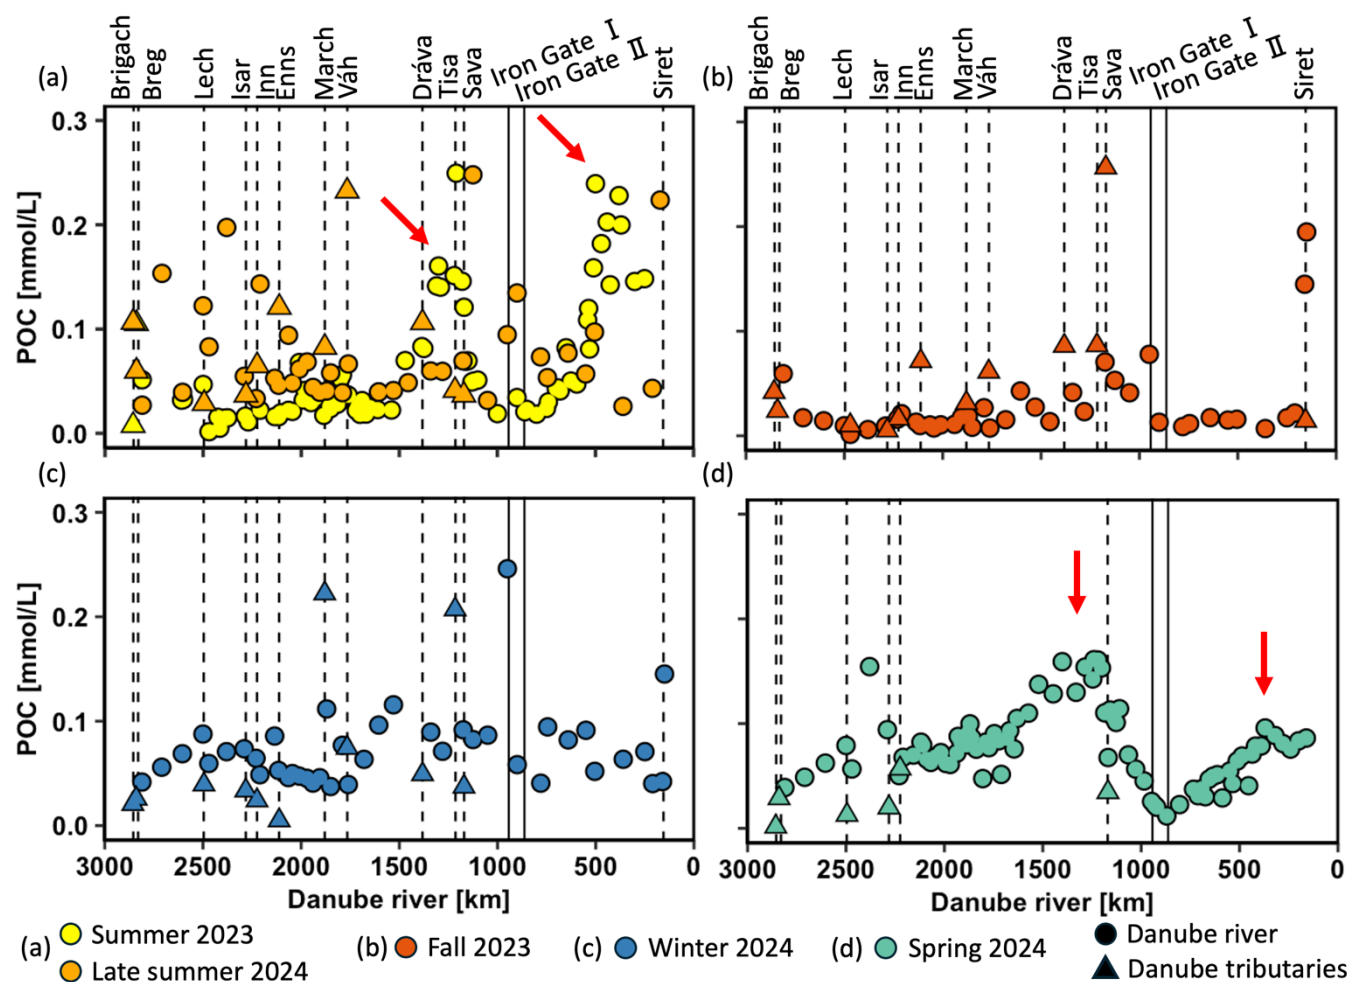 (a)
Brigach
Breg
Lech
Isar
Inn
Enns
March
Váh
Dráva
Tisa
Sava
Iron Gate I
Iron Gate II
Siret
POC [mmol/L]
0.3
0.2
0.1
0.0
(b)
Brigach
Breg
Lech
Isar
Inn
Enns
March
Váh
Dráva
Tisa
Sava
Iron Gate I
Iron Gate II
Siret
(c)
POC [mmol/L]
0.3
0.2
0.1
0.0
3000 2500 2000 1500 1000 500 0
Danube river [km]
(d)
3000 2500 2000 1500 1000 500 0
Danube river [km]
(a) Summer 2023
Late summer 2024
(b) Fall 2023
(c) Winter 2024
(d) Spring 2024
Danube river
Danube tributaries